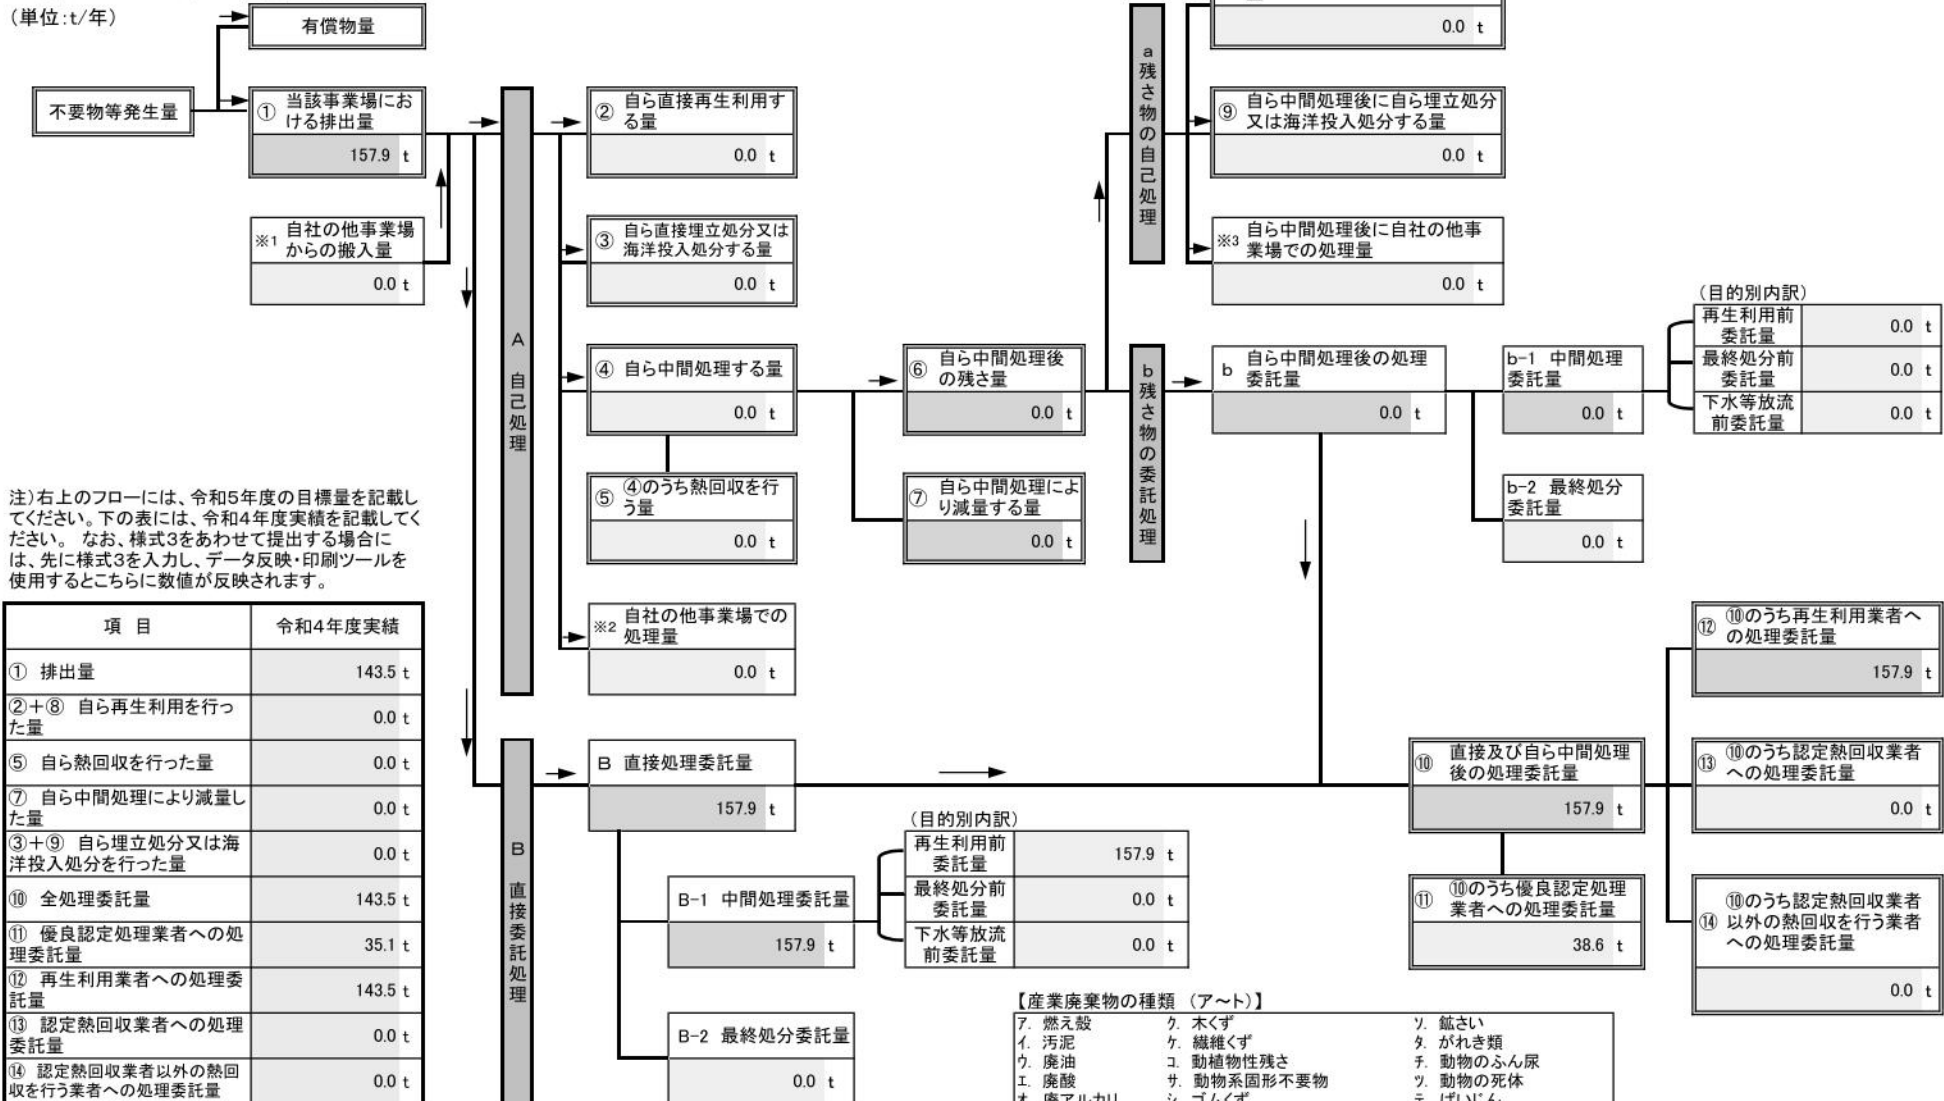 （単位：t/年）
有償物量
不要物等発生量
① 当該事業場にお
ける排出量
157.9 t
※1 自社の他事業場
からの搬入量
0.0 t
A 自己処理
② 自ら直接再生利用す
る量
0.0 t
③ 自ら直接埋立処分又は
海洋投入処分する量
0.0 t
④ 自ら中間処理する量
0.0 t
⑤ ④のうち熱回収を行
う量
0.0 t
※2 自社の他事業場での
処理量
0.0 t
⑥ 自ら中間処理後
の残さ量
0.0 t
⑦ 自ら中間処理によ
り減量する量
0.0 t
a 残さ物の自己処理
0.0 t
⑨ 自ら中間処理後に自ら埋立処分
又は海洋投入処分する量
0.0 t
※3 自ら中間処理後に自社の他事
業場での処理量
0.0 t
b 残さ物の委託処理
b 自ら中間処理後の処理
委託量
0.0 t
b-1 中間処理
委託量
0.0 t
（目的別内訳）
再生利用前
委託量 0.0 t
最終処分前
委託量 0.0 t
下水等放流
前委託量 0.0 t
b-2 最終処分
委託量
0.0 t
注）右上のフローには、令和5年度の目標量を記載し
てください。下の表には、令和4年度実績を記載してく
ださい。 なお、様式3をあわせて提出する場合に
は、先に様式3を入力し、データ反映・印刷ツールを
使用するとこちらに数値が反映されます。
項 目 令和4年度実績
① 排出量 143.5 t
②＋⑧ 自ら再生利用を行っ
た量 0.0 t
⑤ 自ら熱回収を行った量 0.0 t
⑦ 自ら中間処理により減量し
た量 0.0 t
③＋⑨ 自ら埋立処分又は海
洋投入処分を行った量 0.0 t
⑩ 全処理委託量 143.5 t
⑪ 優良認定処理業者への処
理委託量 35.1 t
⑫ 再生利用業者への処理委
託量 143.5 t
⑬ 認定熱回収業者への処理
委託量 0.0 t
⑭ 認定熱回収業者以外の熱回
収を行う業者への処理委託量 0.0 t
B 直接委託処理
B 直接処理委託量
157.9 t
B-1 中間処理委託量
157.9 t
（目的別内訳）
再生利用前
委託量 157.9 t
最終処分前
委託量 0.0 t
下水等放流
前委託量 0.0 t
B-2 最終処分委託量
0.0 t
⑩ 直接及び自ら中間処理
後の処理委託量
157.9 t
⑪ ⑩のうち優良認定処理
業者への処理委託量
38.6 t
⑫ ⑩のうち再生利用業者へ
の処理委託量
157.9 t
⑬ ⑩のうち認定熱回収業者
への処理委託量
0.0 t
⑭ ⑩のうち認定熱回収業者
以外の熱回収を行う業者
への処理委託量
0.0 t
【産業廃棄物の種類 （ア～ト）】
ア. 燃え殻 ク. 木くず ソ. 鉱さい
イ. 汚泥 ケ. 繊維くず タ. がれき類
ウ. 廃油 コ. 動植物性残さ チ. 動物のふん尿
エ. 廃酸 サ. 動物系固形不要物 ツ. 動物の死体
オ. 廃アルカリ シ. ゴムくず テ. ばいじん